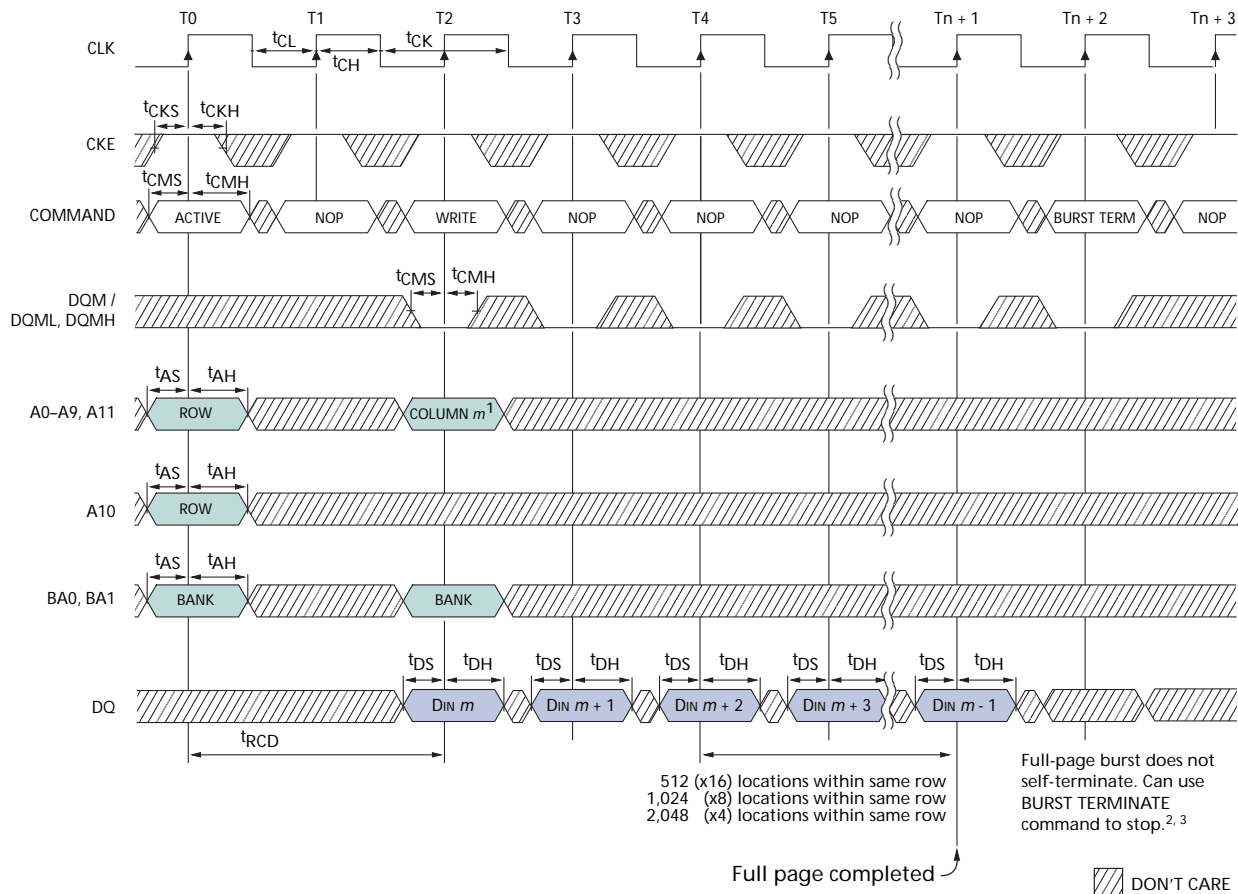 T0 T1 T2 T3 T4 T5 Tn + 1 Tn + 2 Tn + 3
CLK
tCL tCK
tCH
tCKS tCKH
CKE
tCMS tCMH
COMMAND
ACTIVE NOP WRITE NOP NOP NOP NOP BURST TERM NOP
tCMS tCMH
DQM /
DQML, DQMH
tAS tAH
A0–A9, A11
ROW COLUMN m1
tAS tAH
A10
ROW
tAS tAH
BA0, BA1
BANK BANK
tDS tDH tDS tDH tDS tDH tDS tDH tDS tDH
DQ
DIN m DIN m + 1 DIN m + 2 DIN m + 3 DIN m - 1
tRCD
512 (x16) locations within same row
1,024 (x8) locations within same row
2,048 (x4) locations within same row
Full-page burst does not
self-terminate. Can use
BURST TERMINATE
command to stop.2, 3
Full page completed
DON'T CARE